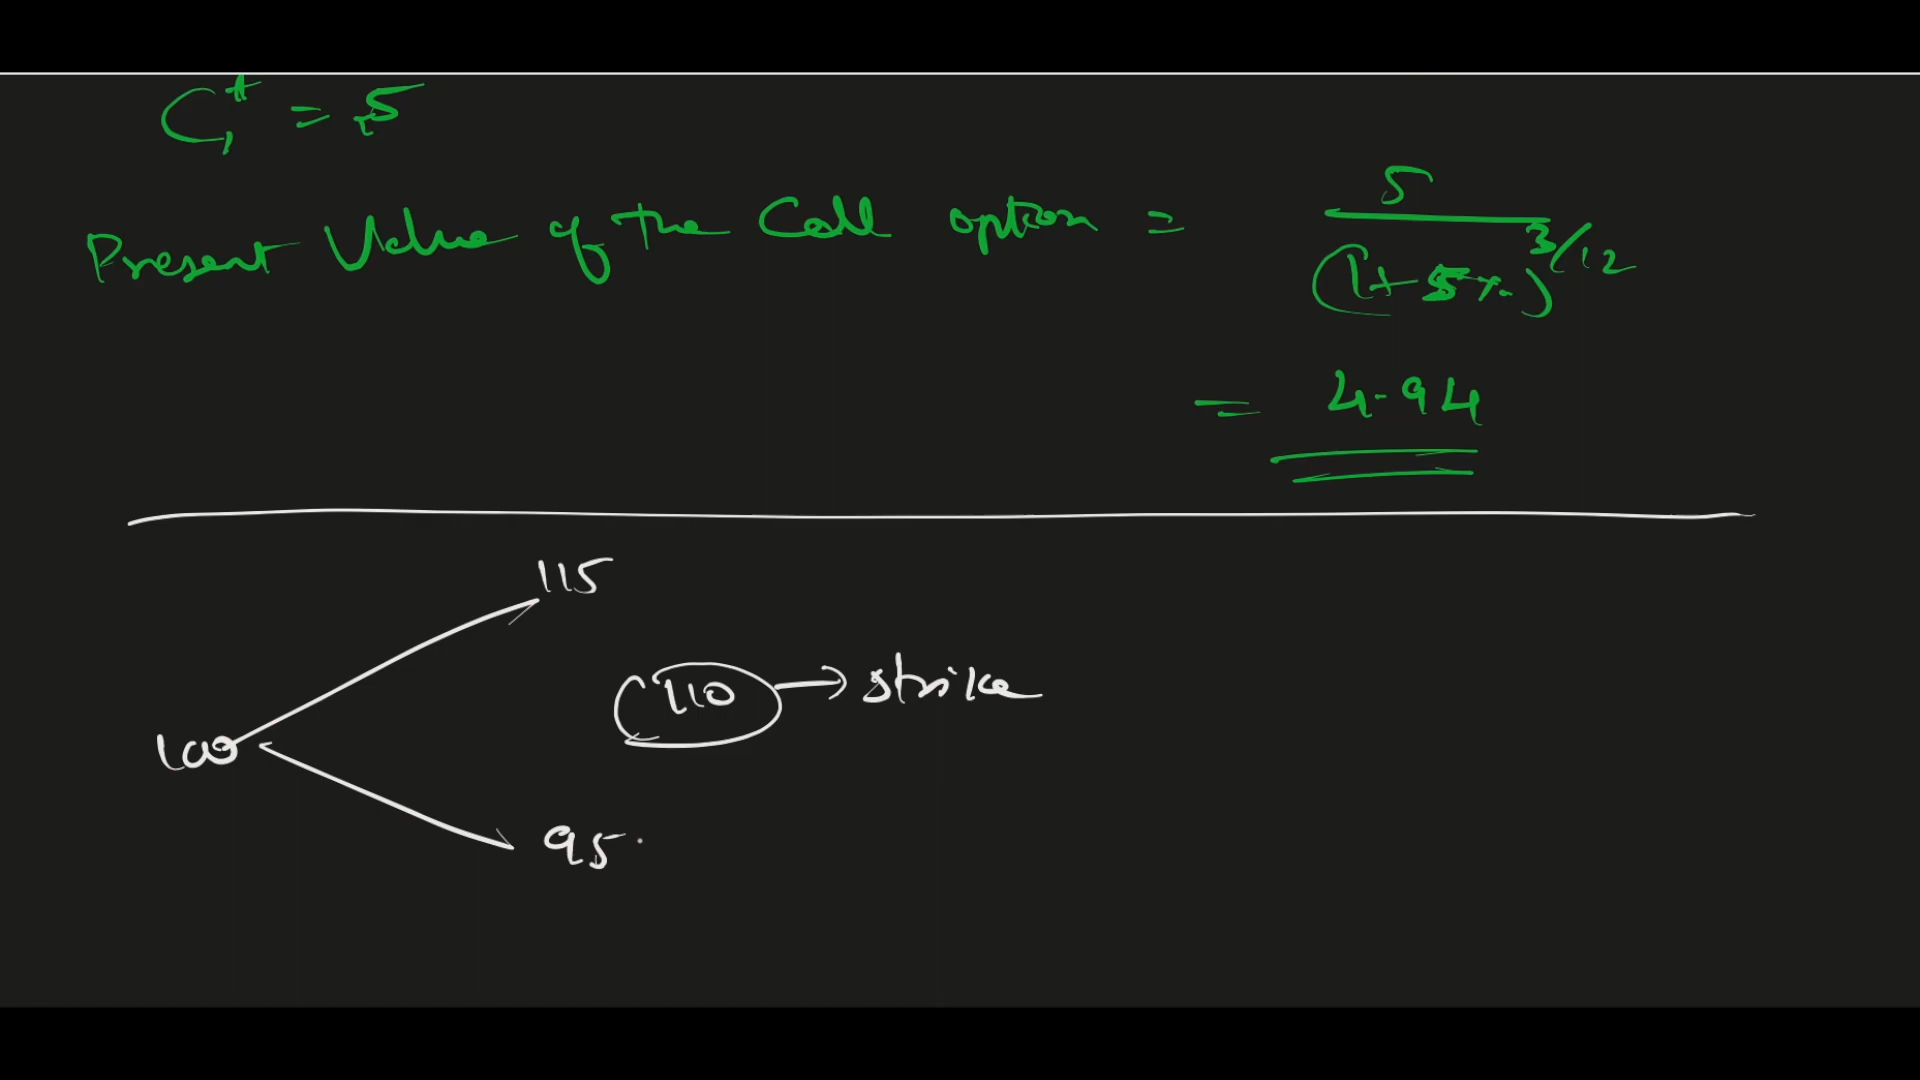 C₁⁺ = 5
Present Value of the Call option = 5 / (1+5%)^3/12
= 4.94
115
110 → strike
100
95